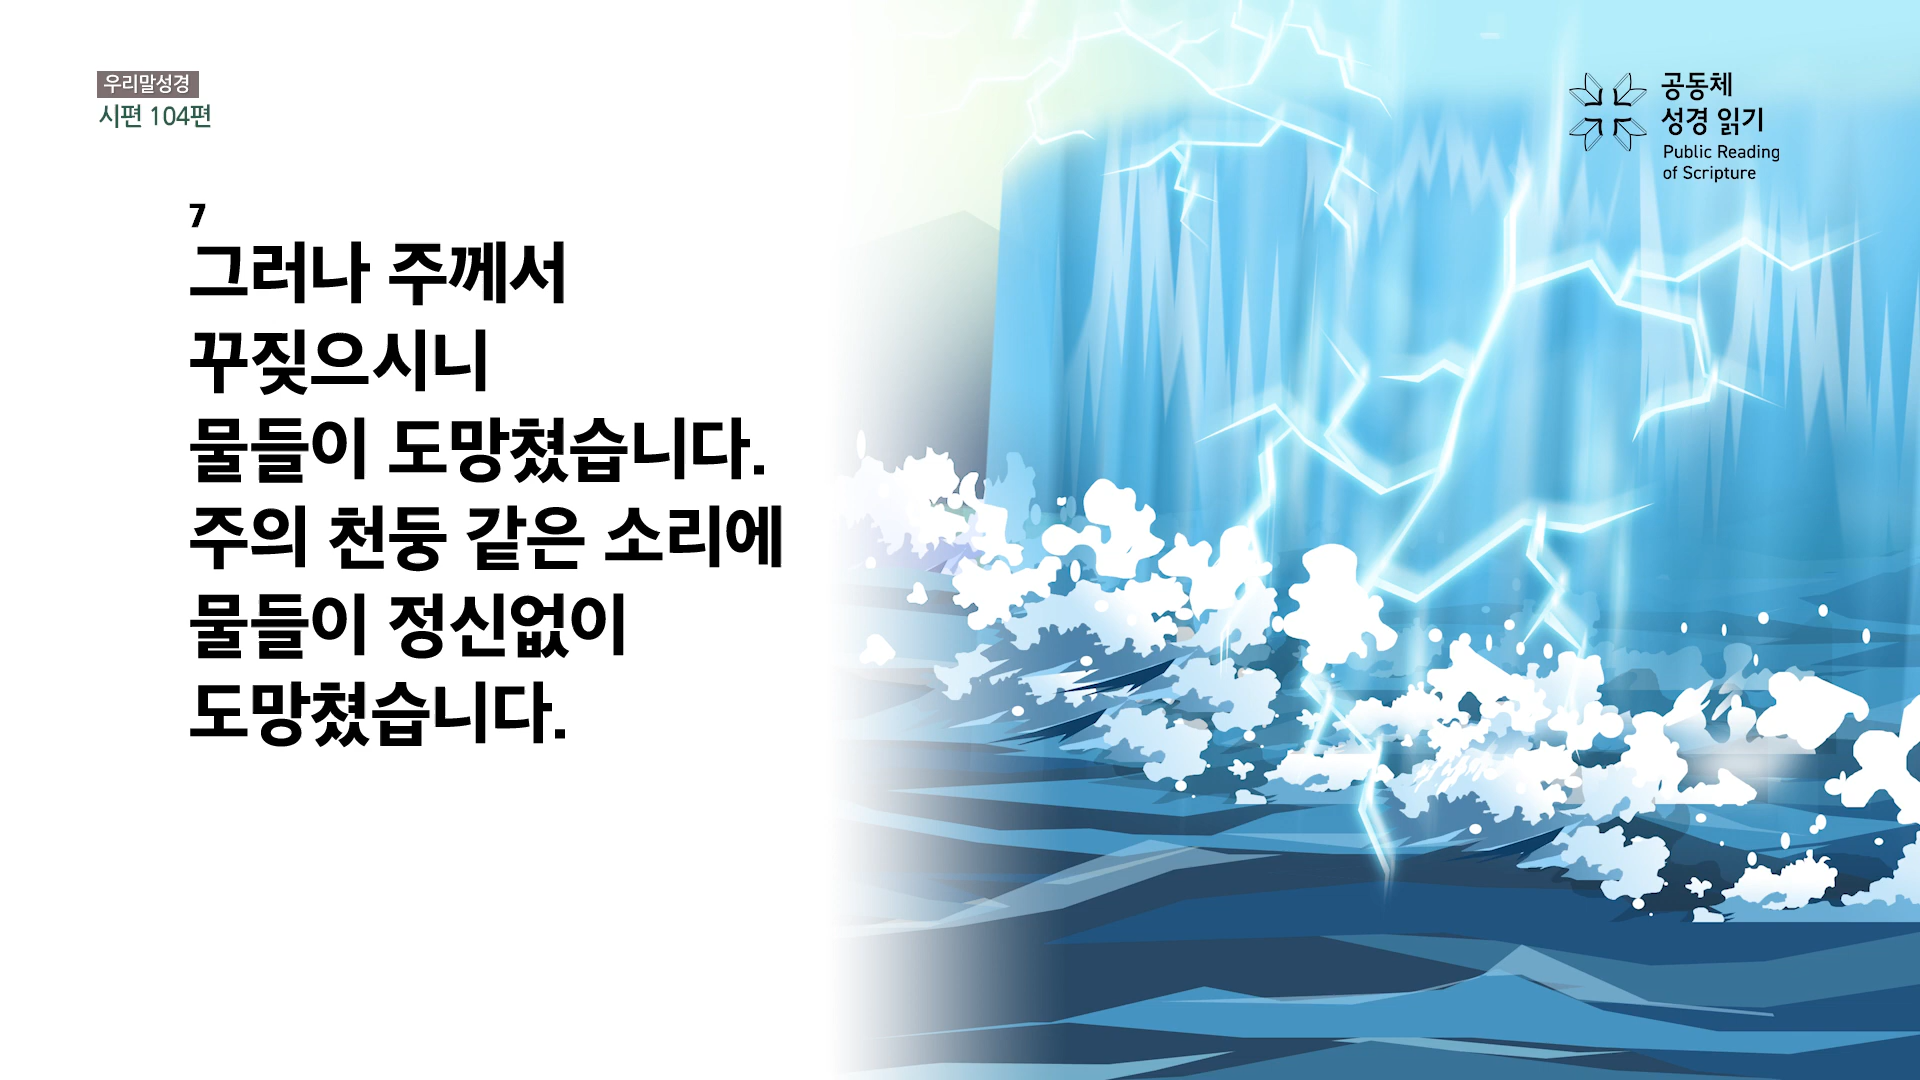 우리말성경
시편 104편
공동체
성경 읽기
Public Reading
of Scripture
7
그러나 주께서
꾸짖으시니
물들이 도망쳤습니다.
주의 천둥 같은 소리에
물들이 정신없이
도망쳤습니다.